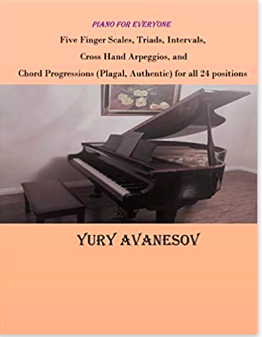 PIANO FOR EVERYONE
Five Finger Scales, Triads, Intervals,
Cross Hand Arpeggios, and
Chord Progressions (Plagal, Authentic) for all 24 positions
YURY AVANESOV